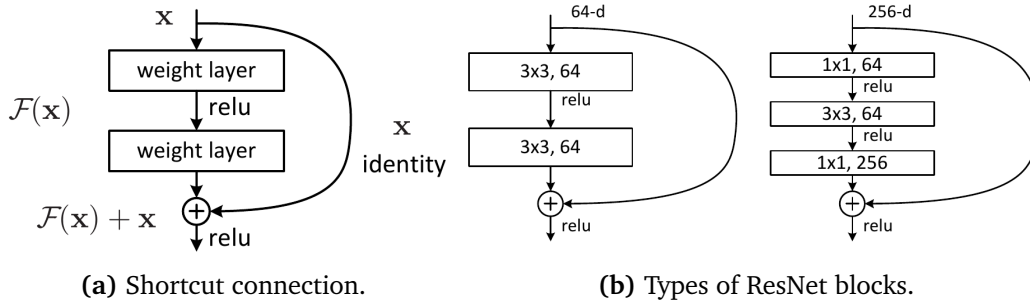 x
weight layer
relu
F(x)
weight layer
x
identity
F(x) + x
+
relu
(a) Shortcut connection.
64-d
3x3, 64
relu
3x3, 64
+
relu
256-d
1x1, 64
relu
3x3, 64
relu
1x1, 256
+
relu
(b) Types of ResNet blocks.